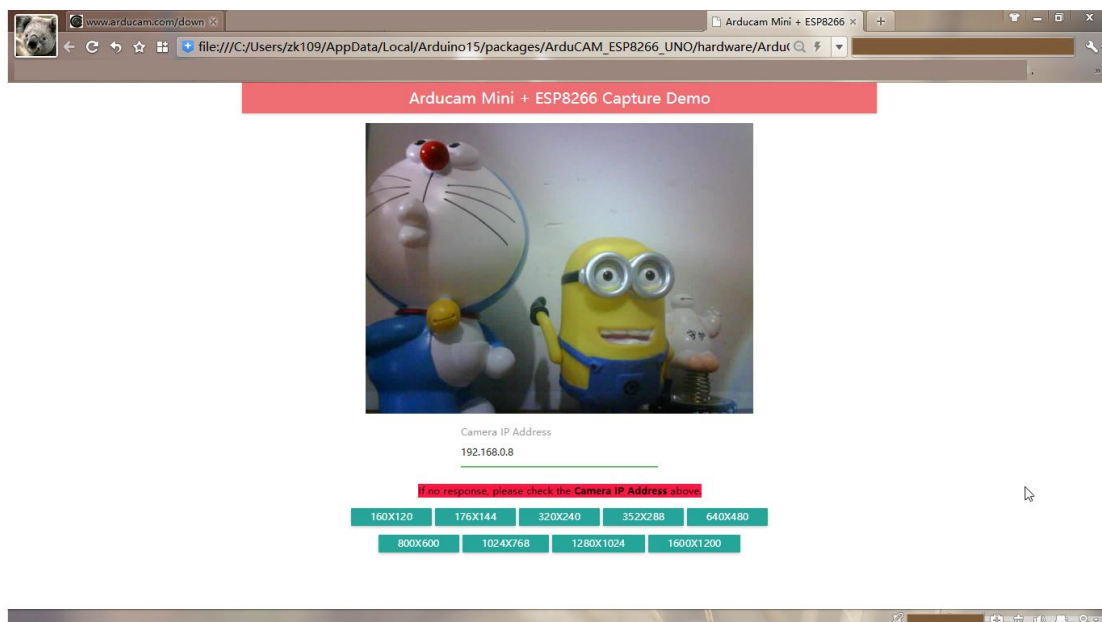 www.arducam.com/down
Arducam Mini + ESP8266
file:///C:/Users/zk109/AppData/Local/Arduino15/packages/ArduCAM_ESP8266_UNO/hardware/Ardu
Arducam Mini + ESP8266 Capture Demo
Camera IP Address
192.168.0.8
If no response, please check the Camera IP Address above.
160X120 176X144 320X240 352X288 640X480
800X600 1024X768 1280X1024 1600X1200